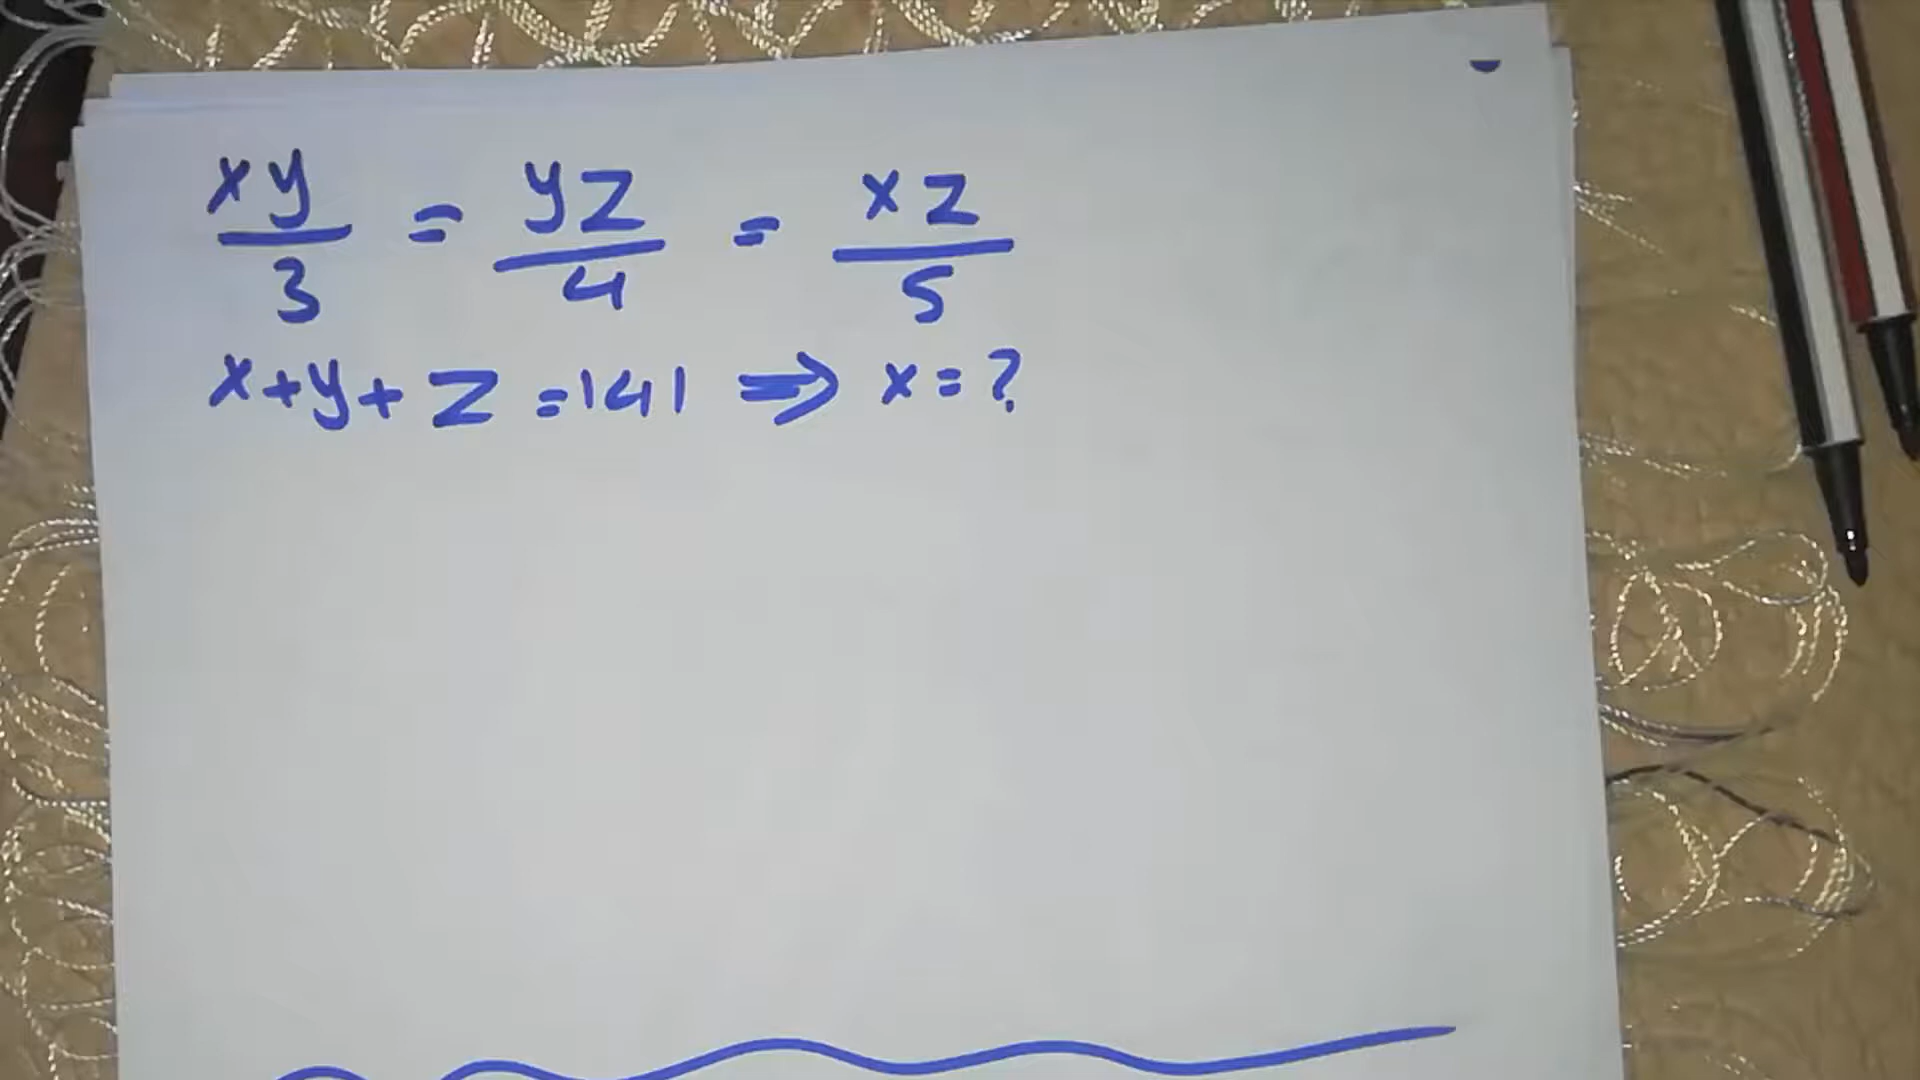 xy/3 = yz/4 = xz/5
x+y+z=141 ⇒ x=?